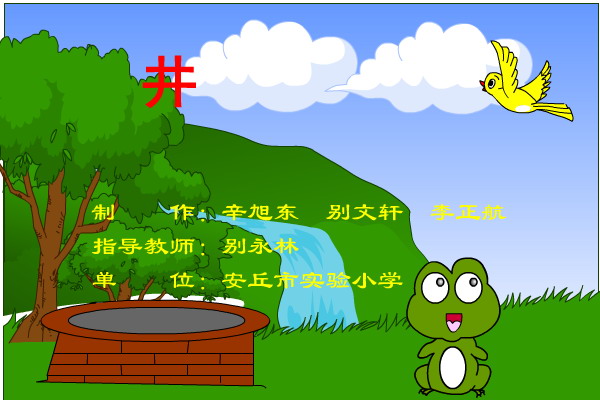 井
制　　作：辛旭东　别文轩　李正航
指导教师：别永林
单　　位：安丘市实验小学